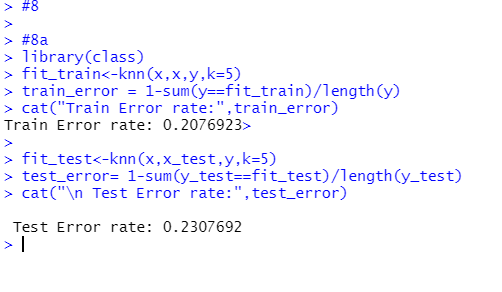 > #8
>
> #8a
> library(class)
> fit_train<-knn(x,x,y,k=5)
> train_error = 1-sum(y==fit_train)/length(y)
> cat("Train Error rate:",train_error)
Train Error rate: 0.2076923>
>
> fit_test<-knn(x,x_test,y,k=5)
> test_error= 1-sum(y_test==fit_test)/length(y_test)
> cat("\n Test Error rate:",test_error)

 Test Error rate: 0.2307692
>